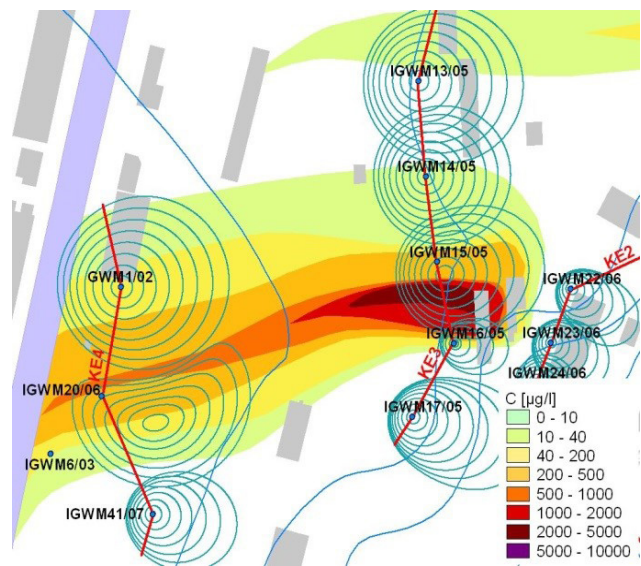 IGWM13/05
IGWM14/05
IGWM15/05
GWM1/02
KE2
IGWM22/06
IGWM16/05
IGWM23/06
KE3
IGWM24/06
KE4
IGWM20/06
IGWM17/05
IGWM6/03
IGWM41/07
C [µg/l]
0 - 10
10 - 40
40 - 200
200 - 500
500 - 1000
1000 - 2000
2000 - 5000
5000 - 10000